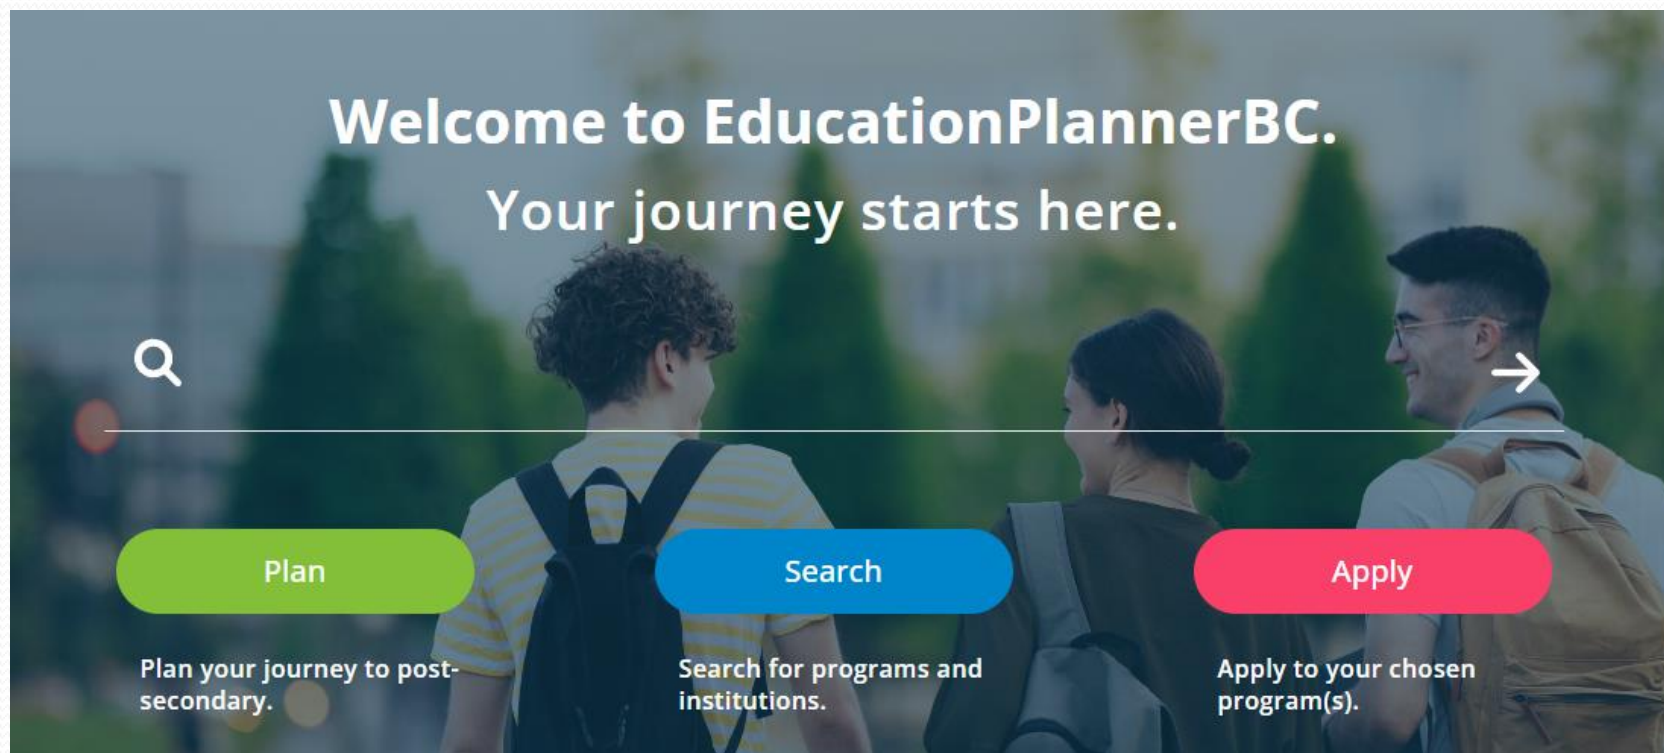 Welcome to EducationPlannerBC.
Your journey starts here.
Plan
Search
Apply
Plan your journey to post-
secondary.
Search for programs and
institutions.
Apply to your chosen
program(s).